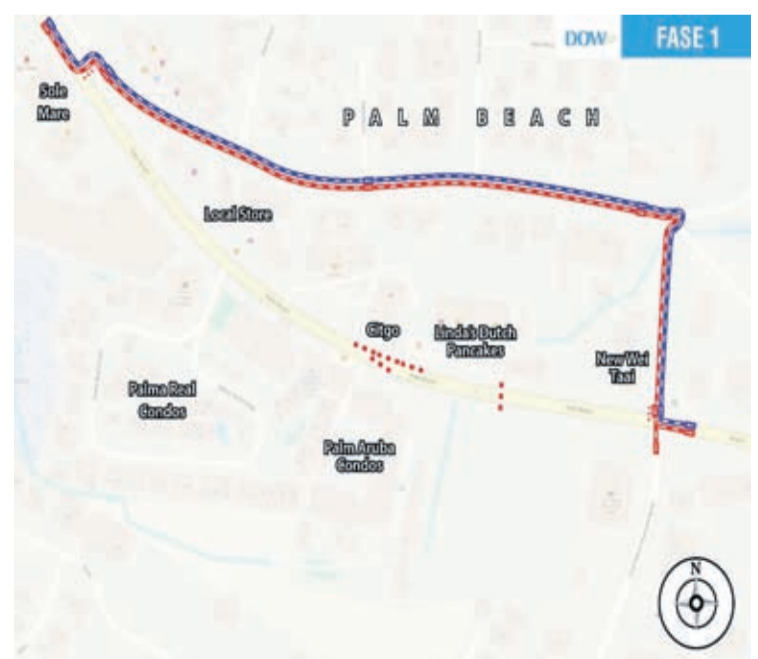 DOW
FASE 1
Sole
Mare
PALM BEACH
Local Store
Citgo
Linda's Dutch
Pancakes
New Wei
Taai
Palma Real
Condos
Palm Aruba
Condos
N